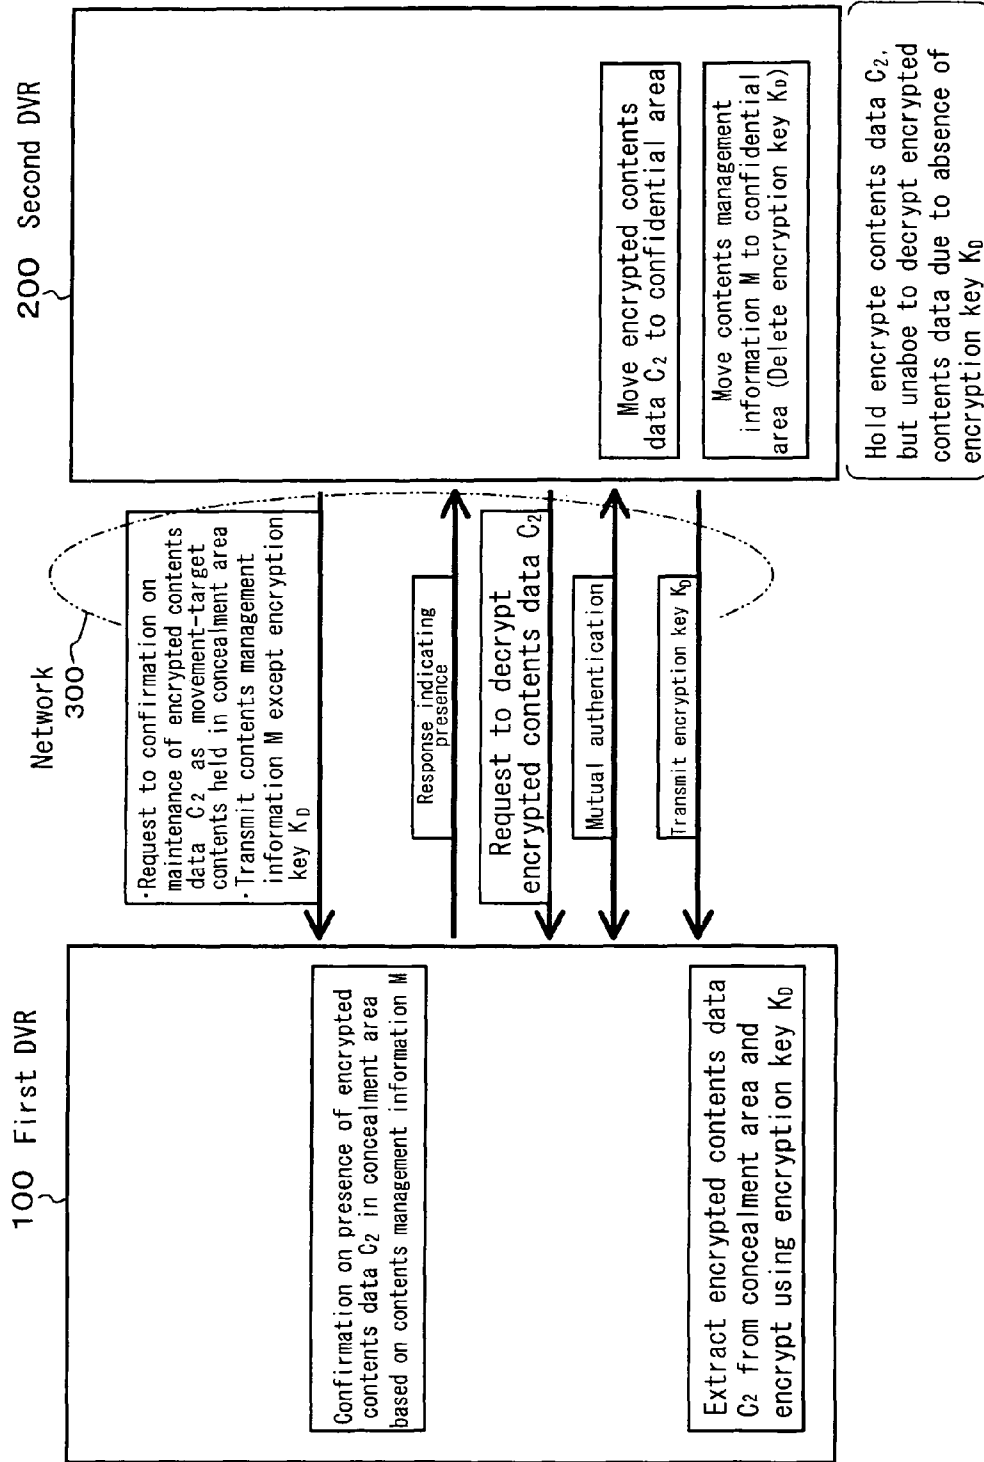 100 First DVR
Network
300
200 Second DVR
·Request to confirmation on
maintenance of encrypted contents
data C2 as movement-target
contents held in concealment area
·Transmit contents management
information M except encryption
key KD
Confirmation on presence of encrypted
contents data C2 in concealment area
based on contents management information M
Response indicating
presence
Request to decrypt
encrypted contents data C2
Mutual authentication
Move encrypted contents
data C2 to confidential area
Transmit encryption key KD
Move contents management
information M to confidential
area (Delete encryption key KD)
Extract encrypted contents data
C2 from concealment area and
encrypt using encryption key KD
Hold encrypte contents data C2,
but unaboe to decrypt encrypted
contents data due to absence of
encryption key KD